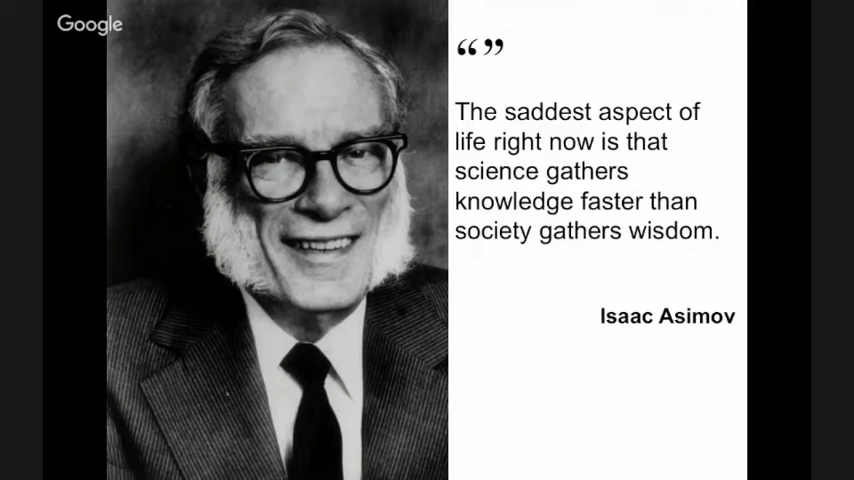 Google
“”
The saddest aspect of
life right now is that
science gathers
knowledge faster than
society gathers wisdom.
Isaac Asimov